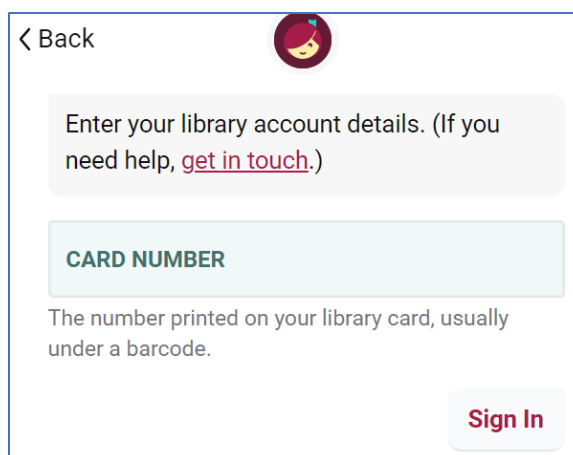 Back
Enter your library account details. (If you
need help, get in touch.)
CARD NUMBER
The number printed on your library card, usually
under a barcode.
Sign In